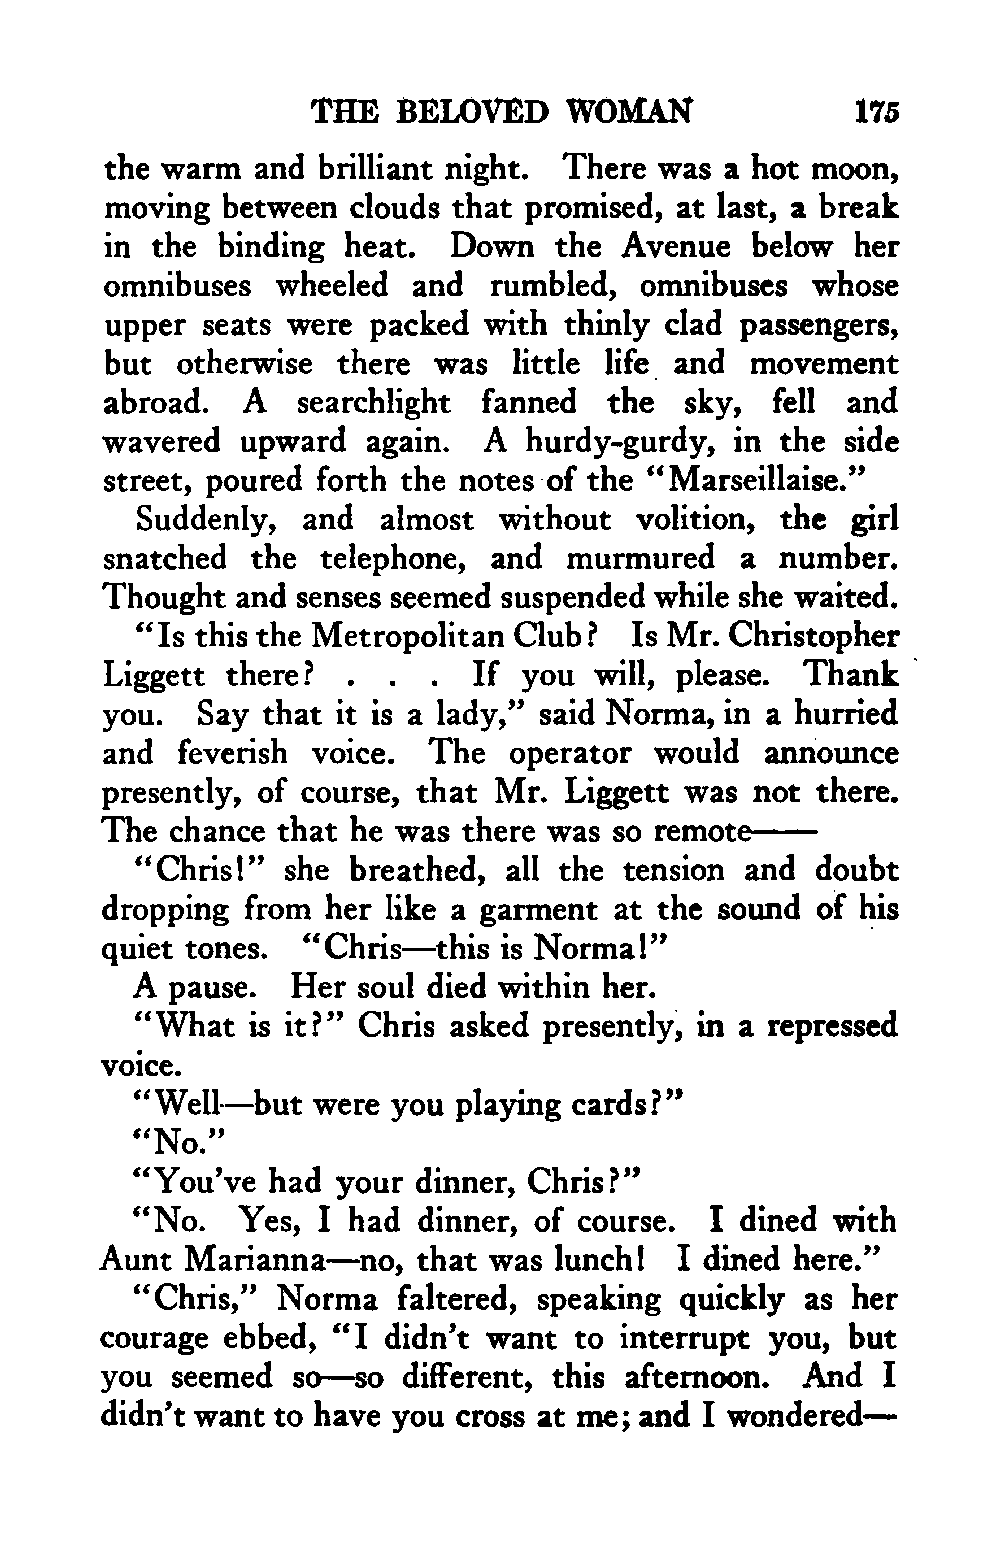 THE BELOVED WOMAN 175
the warm and brilliant night. There was a hot moon,
moving between clouds that promised, at last, a break
in the binding heat. Down the Avenue below her
omnibuses wheeled and rumbled, omnibuses whose
upper seats were packed with thinly clad passengers,
but otherwise there was little life and movement
abroad. A searchlight fanned the sky, fell and
wavered upward again. A hurdy-gurdy, in the side
street, poured forth the notes of the “Marseillaise.”
Suddenly, and almost without volition, the girl
snatched the telephone, and murmured a number.
Thought and senses seemed suspended while she waited.
“Is this the Metropolitan Club? Is Mr. Christopher
Liggett there? . . . If you will, please. Thank
you. Say that it is a lady,” said Norma, in a hurried
and feverish voice. The operator would announce
presently, of course, that Mr. Liggett was not there.
The chance that he was there was so remote——
“Chris!” she breathed, all the tension and doubt
dropping from her like a garment at the sound of his
quiet tones. “Chris—this is Norma!”
A pause. Her soul died within her.
“What is it?” Chris asked presently, in a repressed
voice.
“Well—but were you playing cards?”
“No.”
“You’ve had your dinner, Chris?”
“No. Yes, I had dinner, of course. I dined with
Aunt Marianna—no, that was lunch! I dined here.”
“Chris,” Norma faltered, speaking quickly as her
courage ebbed, “I didn’t want to interrupt you, but
you seemed so—so different, this afternoon. And I
didn’t want to have you cross at me; and I wondered—